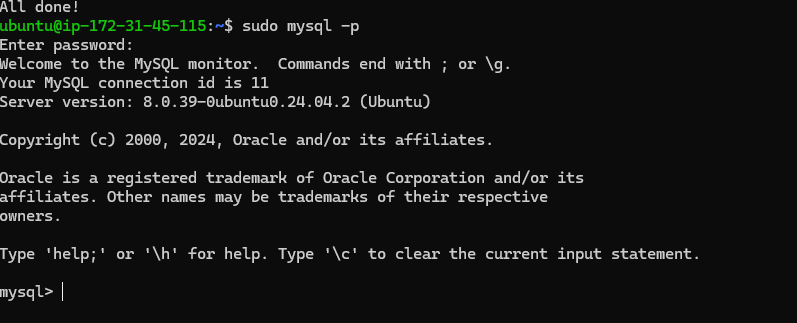 All done!
ubuntu@ip-172-31-45-115:~$ sudo mysql -p
Enter password:
Welcome to the MySQL monitor.  Commands end with ; or \g.
Your MySQL connection id is 11
Server version: 8.0.39-0ubuntu0.24.04.2 (Ubuntu)

Copyright (c) 2000, 2024, Oracle and/or its affiliates.

Oracle is a registered trademark of Oracle Corporation and/or its
affiliates. Other names may be trademarks of their respective
owners.

Type 'help;' or '\h' for help. Type '\c' to clear the current input statement.

mysql>